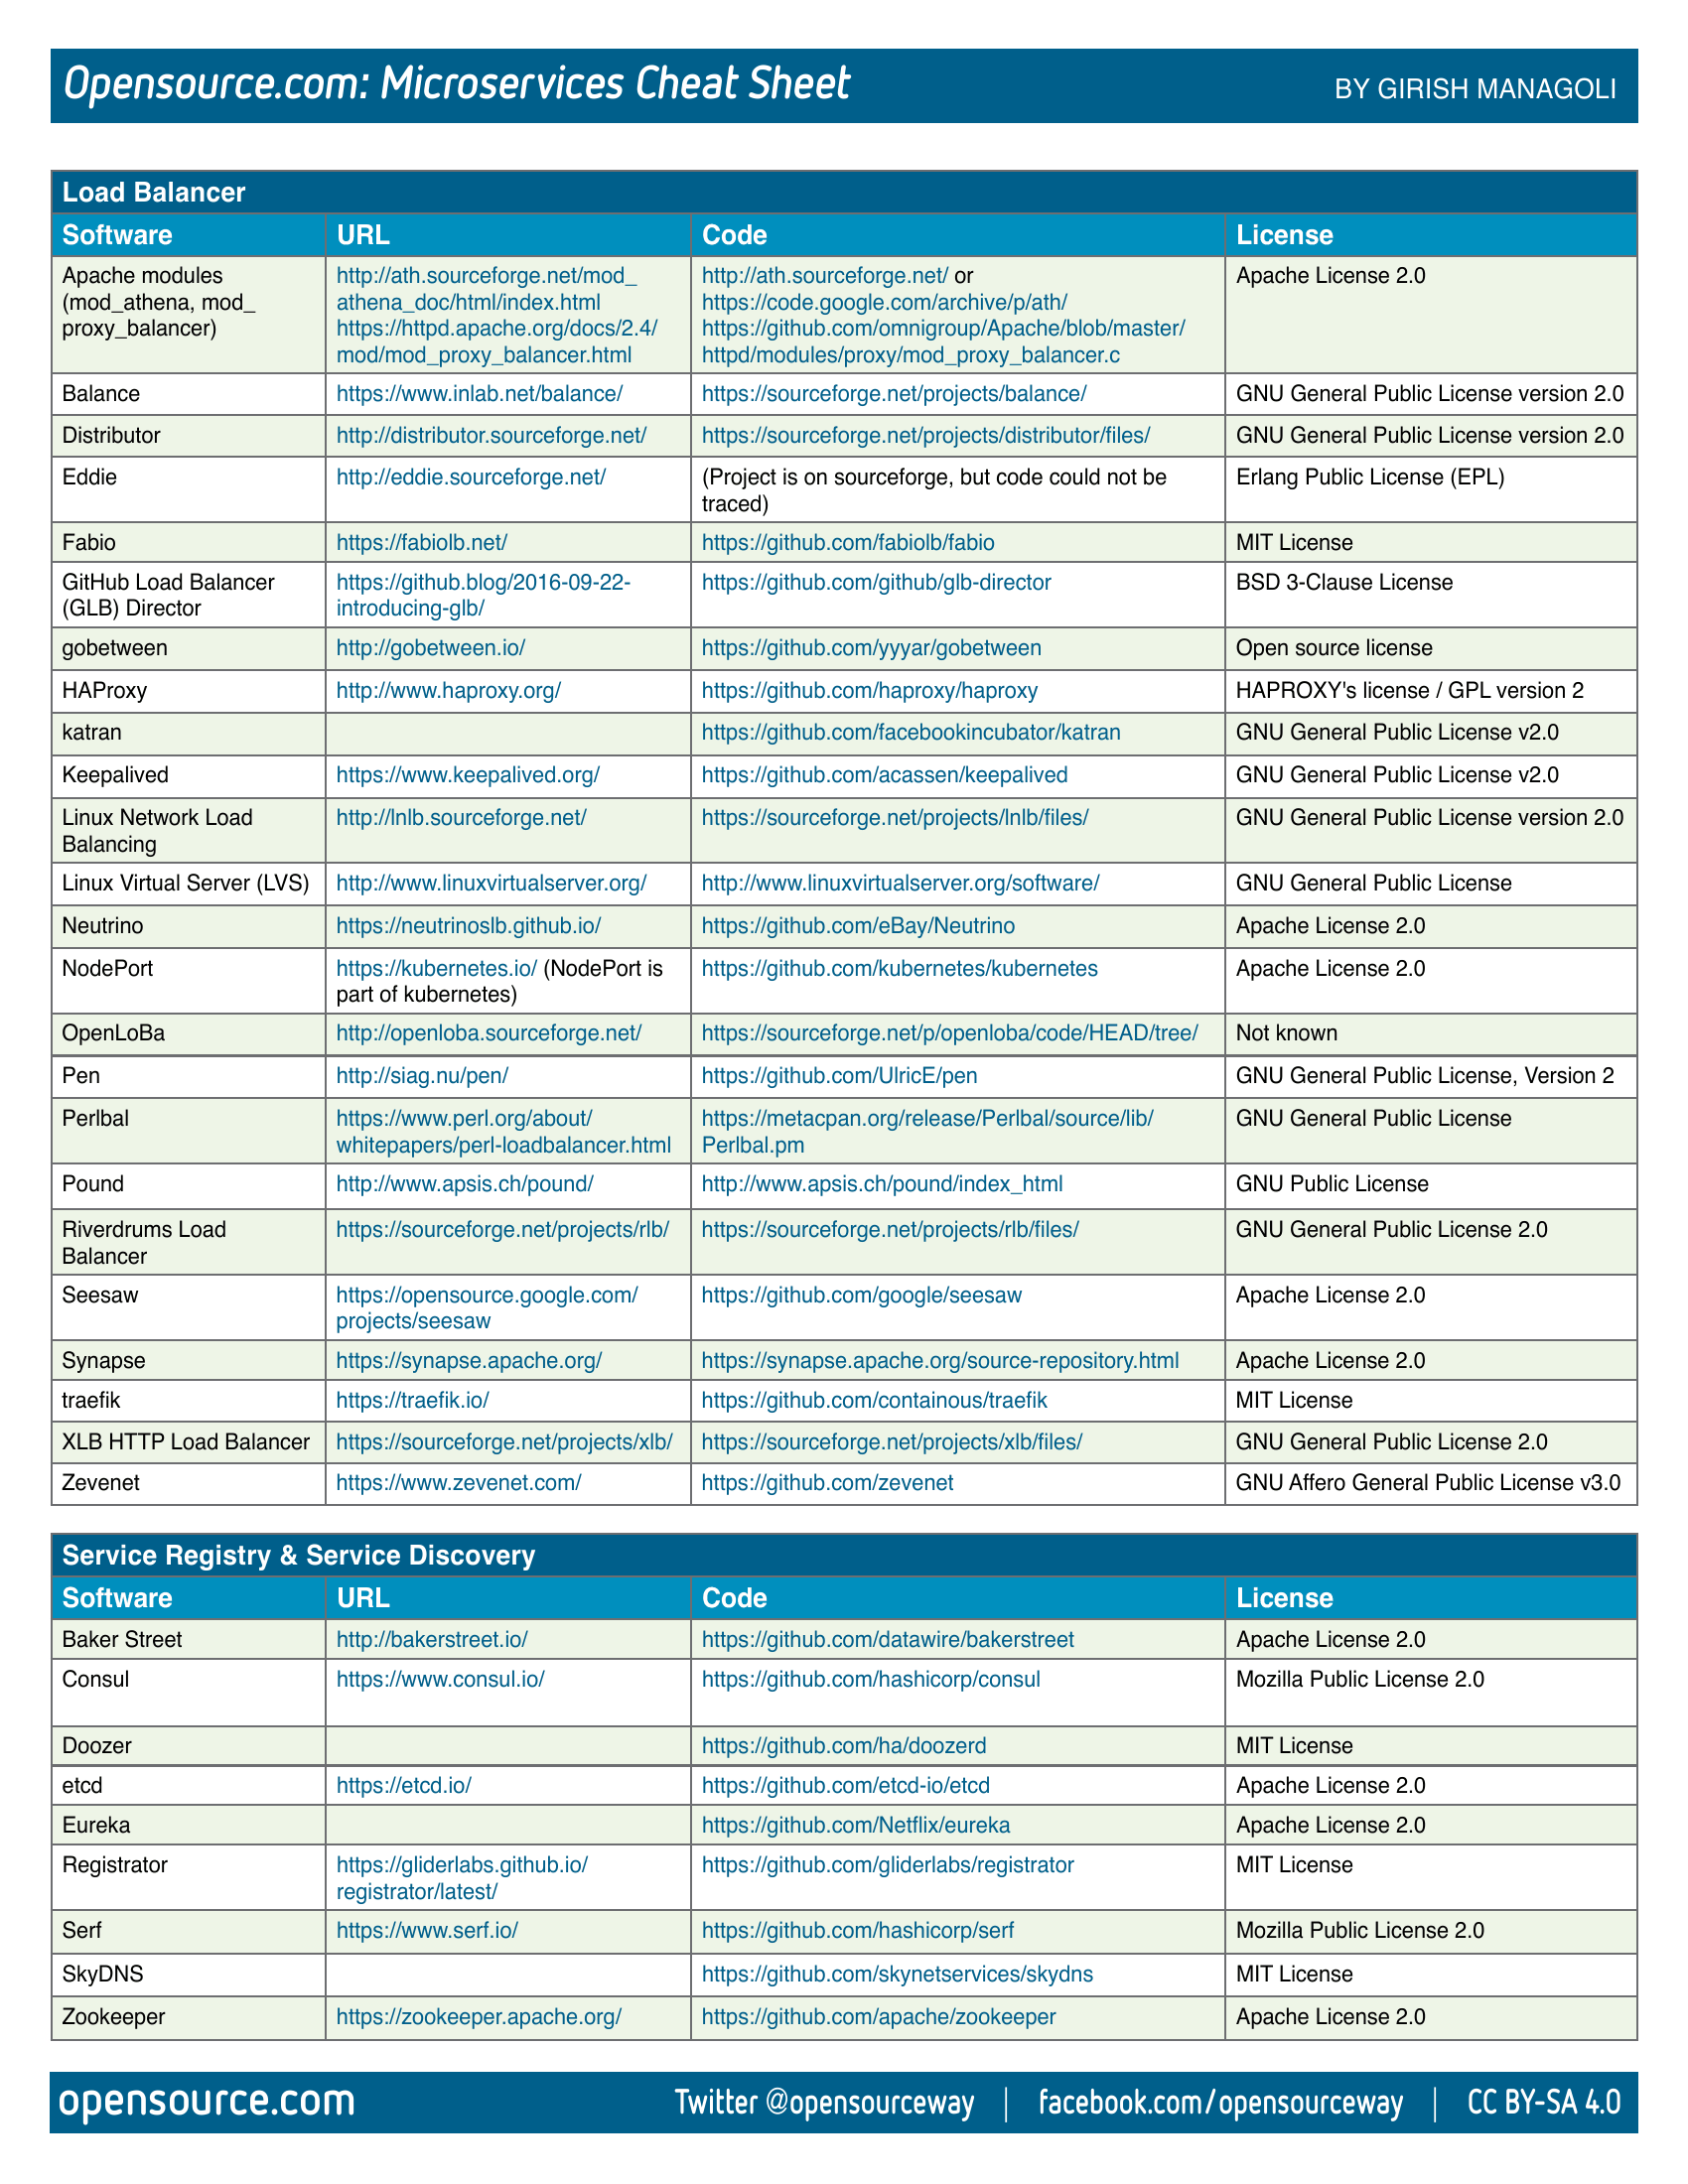 Opensource.com: Microservices Cheat Sheet
BY GIRISH MANAGOLI
Load Balancer
Software URL Code License
Apache modules
(mod_athena, mod_
proxy_balancer)
http://ath.sourceforge.net/mod_
athena_doc/html/index.html
https://httpd.apache.org/docs/2.4/
mod/mod_proxy_balancer.html
http://ath.sourceforge.net/ or
https://code.google.com/archive/p/ath/
https://github.com/omnigroup/Apache/blob/master/
httpd/modules/proxy/mod_proxy_balancer.c
Apache License 2.0
Balance https://www.inlab.net/balance/ https://sourceforge.net/projects/balance/ GNU General Public License version 2.0
Distributor http://distributor.sourceforge.net/ https://sourceforge.net/projects/distributor/files/ GNU General Public License version 2.0
Eddie http://eddie.sourceforge.net/
(Project is on sourceforge, but code could not be
traced)
Erlang Public License (EPL)
Fabio https://fabiolb.net/ https://github.com/fabiolb/fabio MIT License
GitHub Load Balancer
(GLB) Director
https://github.blog/2016-09-22-
introducing-glb/
https://github.com/github/glb-director
BSD 3-Clause License
gobetween http://gobetween.io/ https://github.com/yyyar/gobetween Open source license
HAProxy http://www.haproxy.org/ https://github.com/haproxy/haproxy HAPROXY's license / GPL version 2
katran https://github.com/facebookincubator/katran GNU General Public License v2.0
Keepalived https://www.keepalived.org/ https://github.com/acassen/keepalived GNU General Public License v2.0
Linux Network Load
Balancing
http://lnlb.sourceforge.net/ https://sourceforge.net/projects/lnlb/files/ GNU General Public License version 2.0
Linux Virtual Server (LVS) http://www.linuxvirtualserver.org/ http://www.linuxvirtualserver.org/software/ GNU General Public License
Neutrino https://neutrinoslb.github.io/ https://github.com/eBay/Neutrino Apache License 2.0
NodePort
https://kubernetes.io/ (NodePort is
part of kubernetes)
https://github.com/kubernetes/kubernetes Apache License 2.0
OpenLoBa http://openloba.sourceforge.net/ https://sourceforge.net/p/openloba/code/HEAD/tree/ Not known
Pen http://siag.nu/pen/ https://github.com/UlricE/pen GNU General Public License, Version 2
Perlbal
https://www.perl.org/about/
whitepapers/perl-loadbalancer.html
https://metacpan.org/release/Perlbal/source/lib/
Perlbal.pm
GNU General Public License
Pound http://www.apsis.ch/pound/ http://www.apsis.ch/pound/index_html GNU Public License
Riverdrums Load
Balancer
https://sourceforge.net/projects/rlb/ https://sourceforge.net/projects/rlb/files/ GNU General Public License 2.0
Seesaw
https://opensource.google.com/
projects/seesaw
https://github.com/google/seesaw Apache License 2.0
Synapse https://synapse.apache.org/ https://synapse.apache.org/source-repository.html Apache License 2.0
traefik https://traefik.io/ https://github.com/containous/traefik MIT License
XLB HTTP Load Balancer https://sourceforge.net/projects/xlb/ https://sourceforge.net/projects/xlb/files/ GNU General Public License 2.0
Zevenet https://www.zevenet.com/ https://github.com/zevenet GNU Affero General Public License v3.0
Service Registry & Service Discovery
Software URL Code License
Baker Street http://bakerstreet.io/ https://github.com/datawire/bakerstreet Apache License 2.0
Consul https://www.consul.io/ https://github.com/hashicorp/consul Mozilla Public License 2.0
Doozer https://github.com/ha/doozerd MIT License
etcd https://etcd.io/ https://github.com/etcd-io/etcd Apache License 2.0
Eureka https://github.com/Netflix/eureka Apache License 2.0
Registrator
https://gliderlabs.github.io/
registrator/latest/
https://github.com/gliderlabs/registrator MIT License
Serf https://www.serf.io/ https://github.com/hashicorp/serf Mozilla Public License 2.0
SkyDNS https://github.com/skynetservices/skydns MIT License
Zookeeper https://zookeeper.apache.org/ https://github.com/apache/zookeeper Apache License 2.0
opensource.com
Twitter @opensourceway | facebook.com/opensourceway | CC BY-SA 4.0